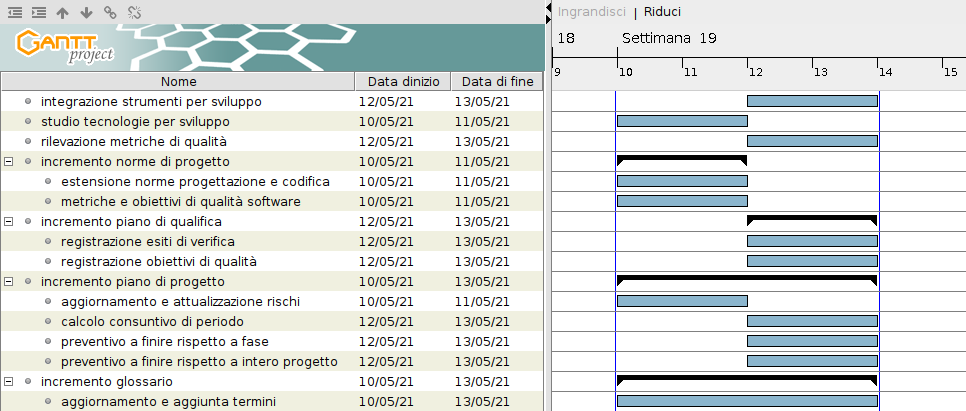 Ingrandisci | Riduci
GANTT project
18 Settimana 19
9 10 11 12 13 14 15
Nome Data dinizio Data di fine
integrazione strumenti per sviluppo 12/05/21 13/05/21
studio tecnologie per sviluppo 10/05/21 11/05/21
rilevazione metriche di qualità 12/05/21 13/05/21
incremento norme di progetto 10/05/21 11/05/21
estensione norme progettazione e codifica 10/05/21 11/05/21
metriche e obiettivi di qualità software 10/05/21 11/05/21
incremento piano di qualifica 12/05/21 13/05/21
registrazione esiti di verifica 12/05/21 13/05/21
registrazione obiettivi di qualità 12/05/21 13/05/21
incremento piano di progetto 10/05/21 13/05/21
aggiornamento e attualizzazione rischi 10/05/21 11/05/21
calcolo consuntivo di periodo 12/05/21 13/05/21
preventivo a finire rispetto a fase 12/05/21 13/05/21
preventivo a finire rispetto a intero progetto 12/05/21 13/05/21
incremento glossario 10/05/21 13/05/21
aggiornamento e aggiunta termini 10/05/21 13/05/21